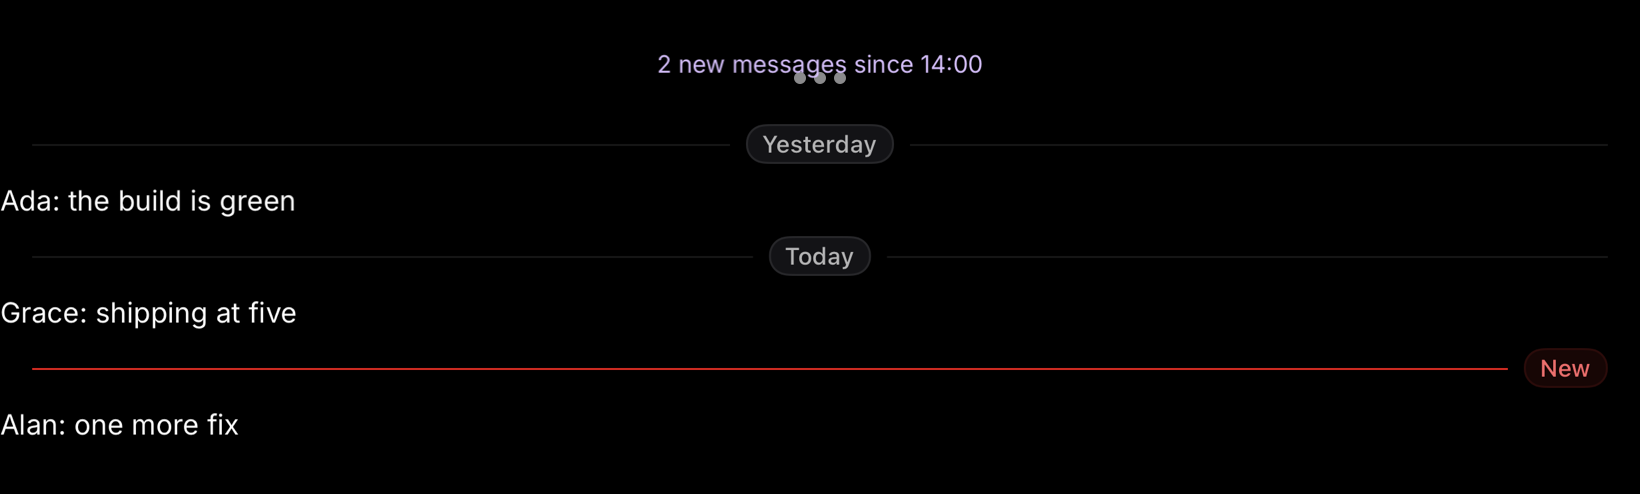 2 new messages since 14:00
Yesterday
Ada: the build is green
Today
Grace: shipping at five
New
Alan: one more fix